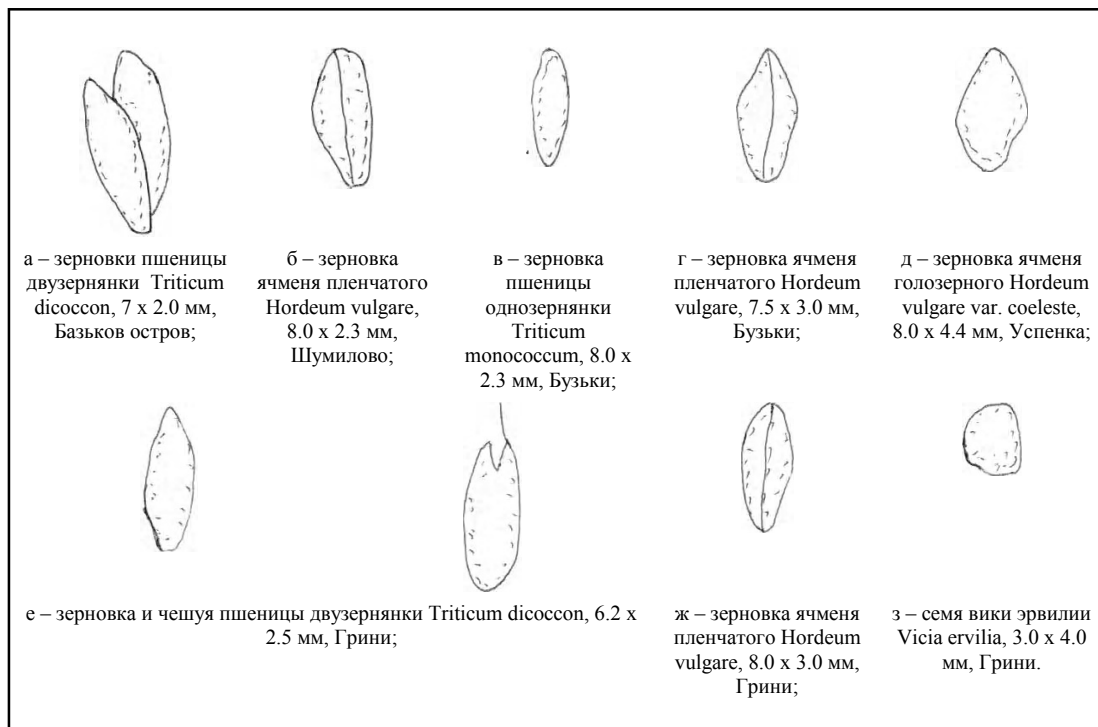 а – зерновки пшеницы
двузернянки Triticum
dicoccon, 7 x 2.0 мм,
Базьков остров;
б – зерновка
ячменя пленчатого
Hordeum vulgare,
8.0 x 2.3 мм,
Шумилово;
в – зерновка
пшеницы
однозернянки
Triticum
monococcum, 8.0 x
2.3 мм, Бузьки;
г – зерновка ячменя
пленчатого Hordeum
vulgare, 7.5 x 3.0 мм,
Бузьки;
д – зерновка ячменя
голозерного Hordeum
vulgare var. coeleste,
8.0 x 4.4 мм, Успенка;
е – зерновка и чешуя пшеницы двузернянки Triticum dicoccon, 6.2 x
2.5 мм, Грини;
ж – зерновка ячменя
пленчатого Hordeum
vulgare, 8.0 x 3.0 мм,
Грини;
з – семя вики эрвилии
Vicia ervilia, 3.0 x 4.0
мм, Грини.